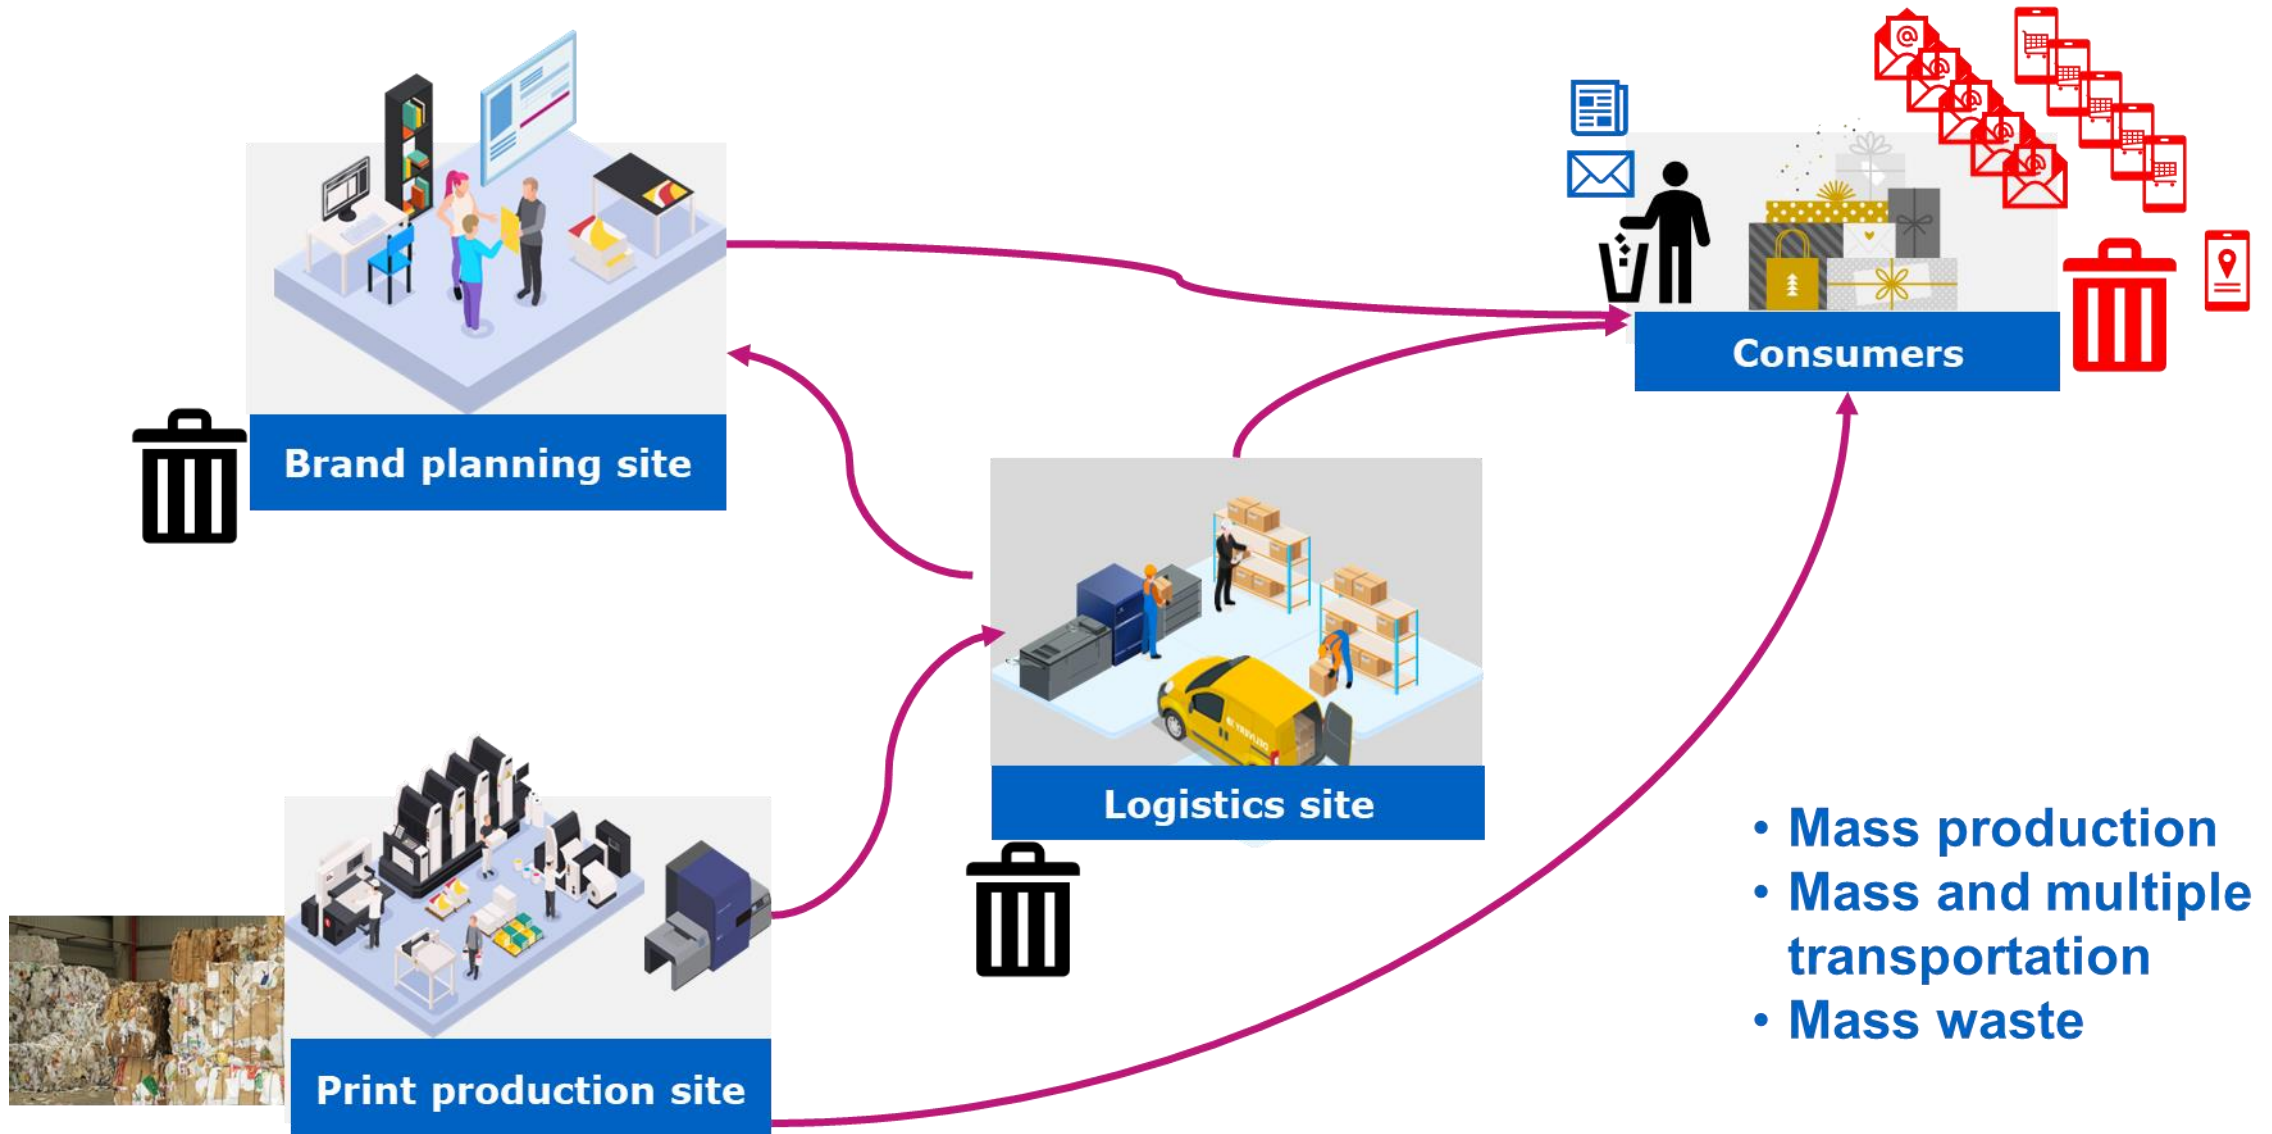 Consumers
Brand planning site
Logistics site
Print production site
• Mass production
• Mass and multiple
transportation
• Mass waste